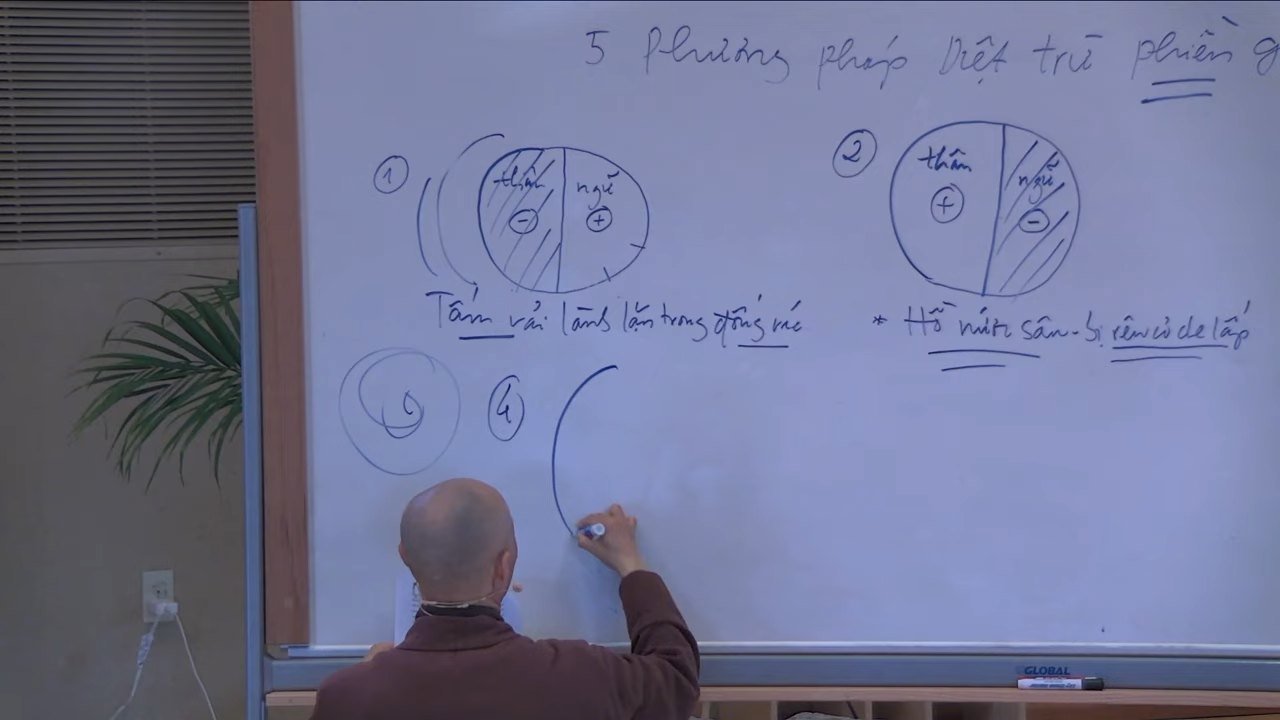 5 Phương pháp Diệt trừ phiền g
①
thân
⊖
ngữ
⊕
②
thân
⊕
ngữ
⊖
Tấm vải lành lặn trong đống rác
* Hồ nước sân - bị rêu cỏ che lấp
④
GLOBAL